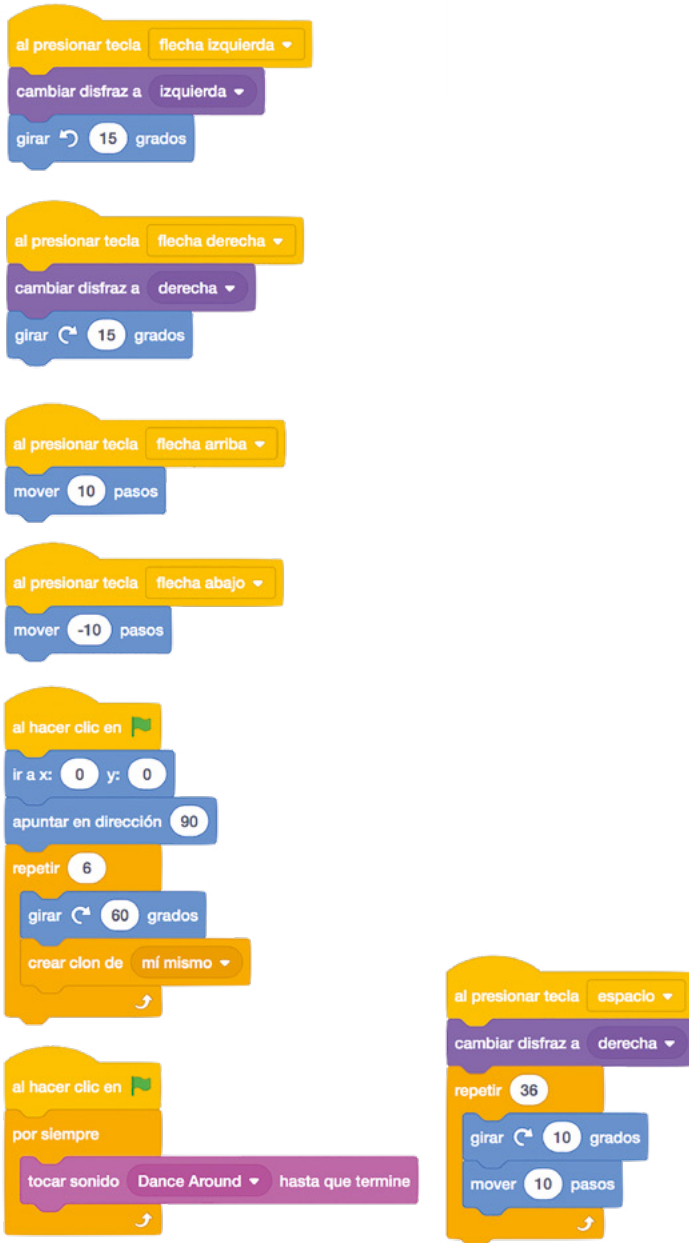 al presionar tecla flecha izquierda
cambiar disfraz a izquierda
girar 15 grados
al presionar tecla flecha derecha
cambiar disfraz a derecha
girar 15 grados
al presionar tecla flecha arriba
mover 10 pasos
al presionar tecla flecha abajo
mover -10 pasos
al hacer clic en
ir a x: 0 y: 0
apuntar en dirección 90
repetir 6
girar 60 grados
crear clon de mí mismo
al hacer clic en
por siempre
tocar sonido Dance Around hasta que termine
al presionar tecla espacio
cambiar disfraz a derecha
repetir 36
girar 10 grados
mover 10 pasos